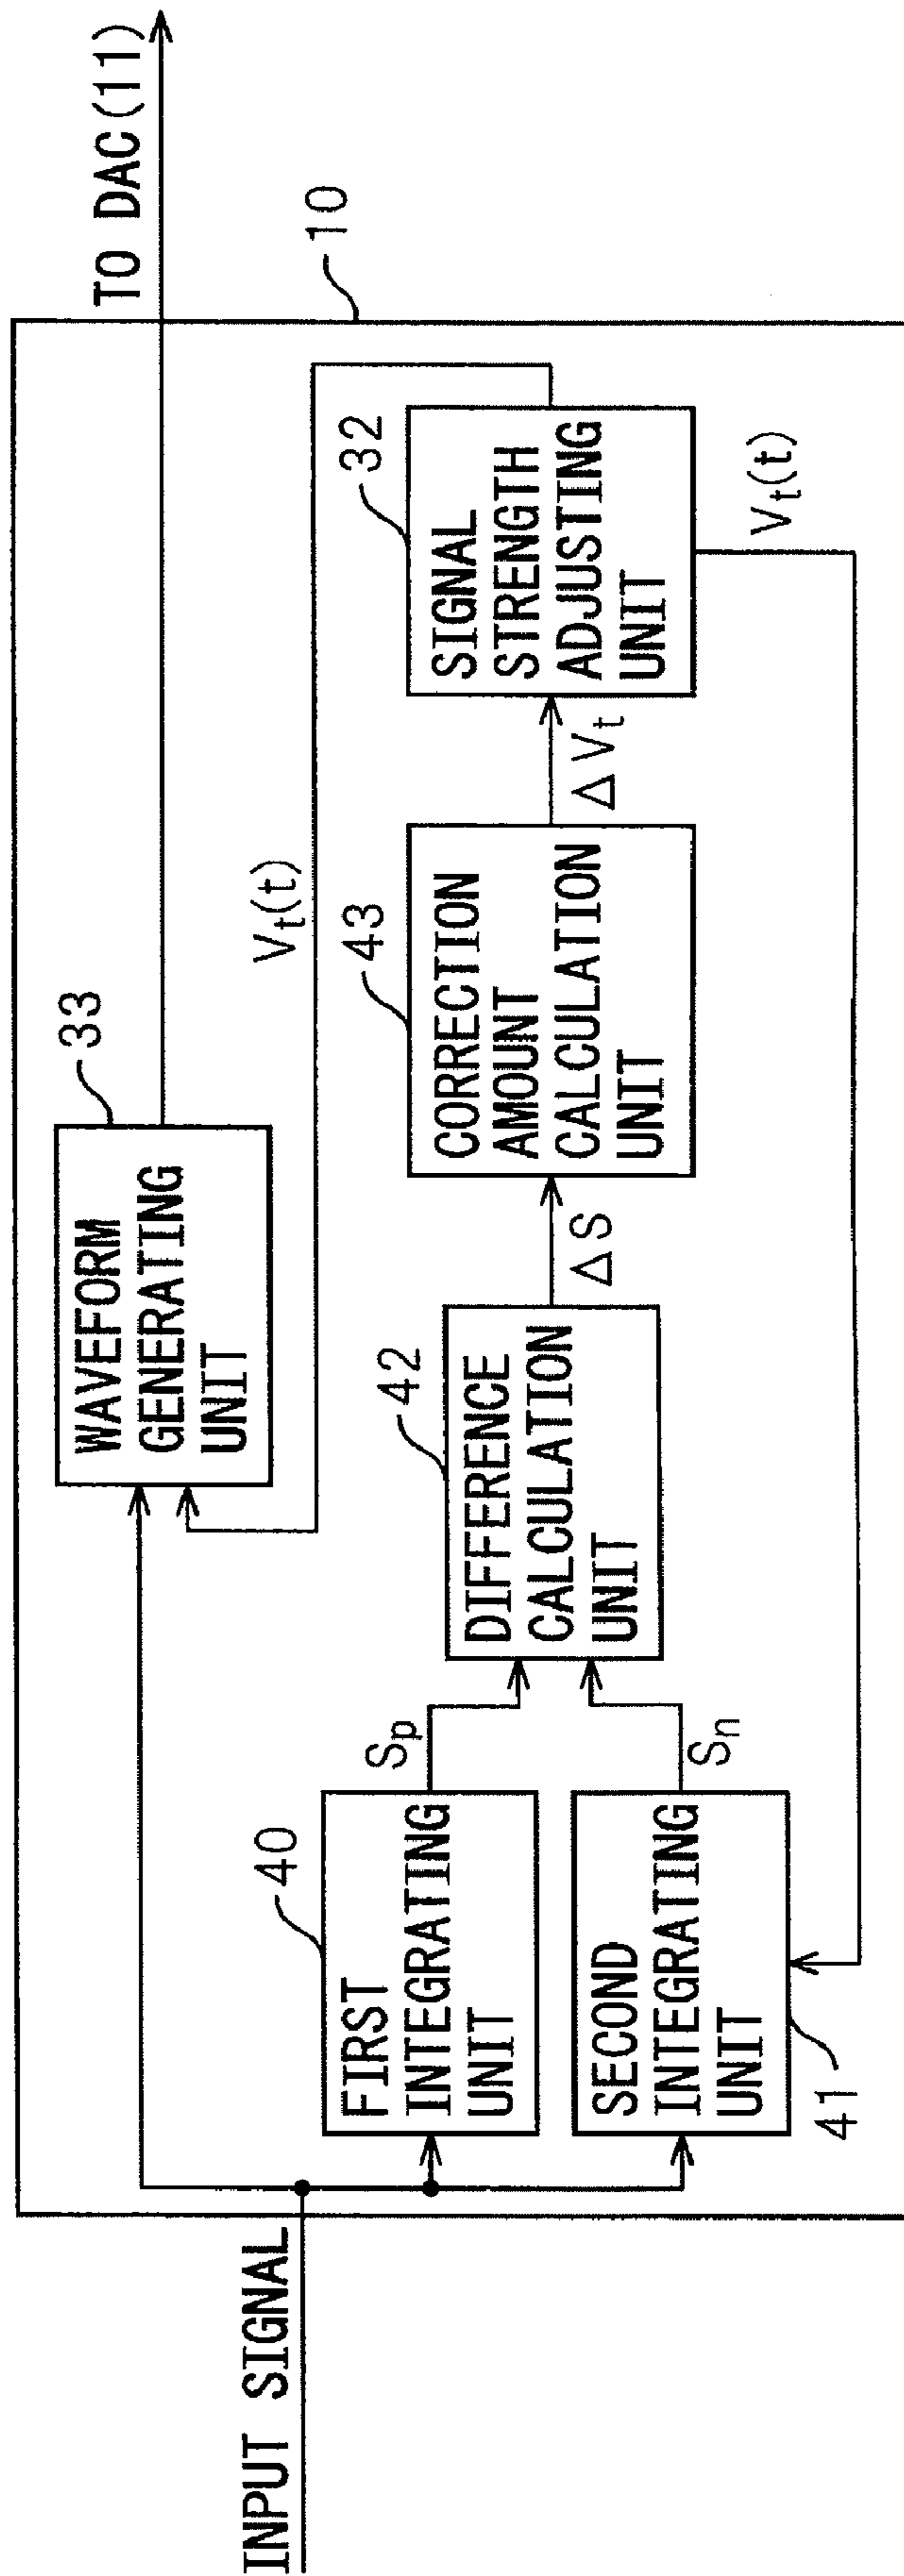 TO DAC(11)
10
33
WAVEFORM
GENERATING
UNIT
Vt(t)
32
SIGNAL
STRENGTH
ADJUSTING
UNIT
Vt(t)
ΔVt
43
CORRECTION
AMOUNT
CALCULATION
UNIT
ΔS
42
DIFFERENCE
CALCULATION
UNIT
Sp
Sn
40
FIRST
INTEGRATING
UNIT
SECOND
INTEGRATING
UNIT
41
INPUT SIGNAL